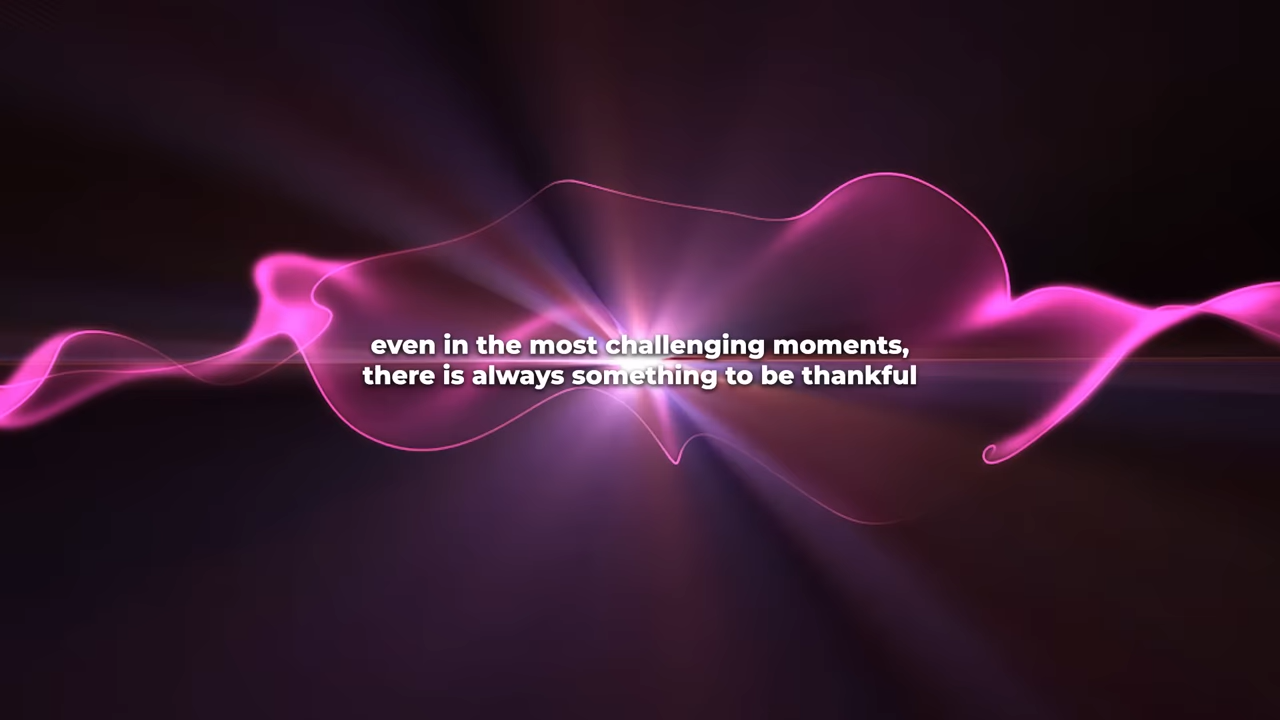 even in the most challenging moments,
there is always something to be thankful